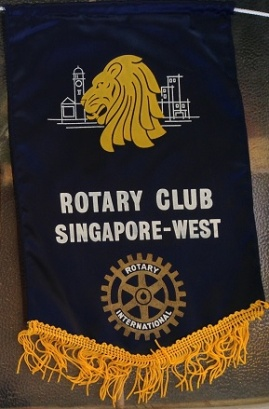 ROTARY CLUB
SINGAPORE-WEST
ROTARY
INTERNATIONAL